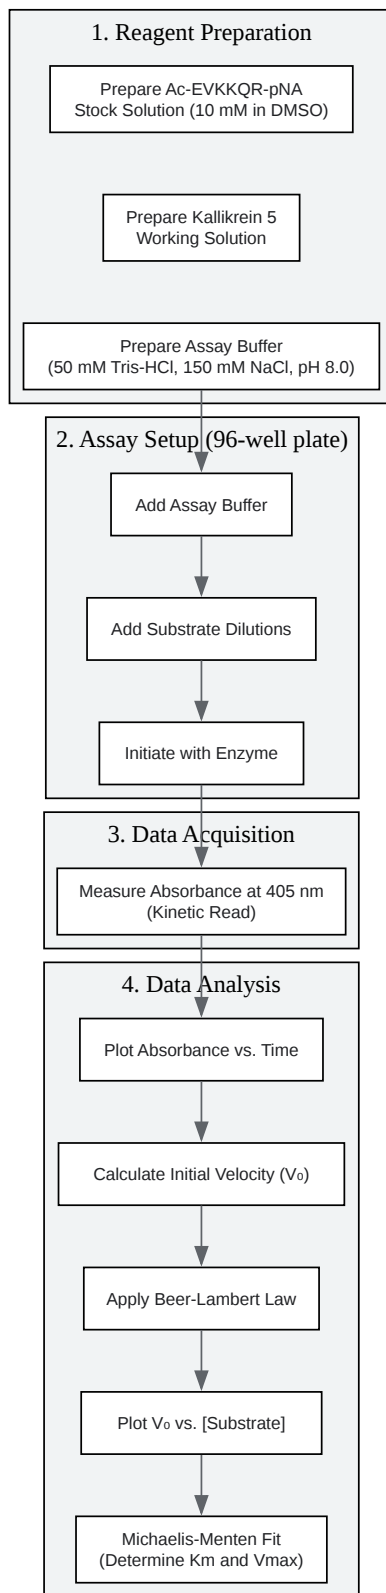 1. Reagent Preparation
Prepare Ac-EVKKQR-pNA
Stock Solution (10 mM in DMSO)
Prepare Kallikrein 5
Working Solution
Prepare Assay Buffer
(50 mM Tris-HCl, 150 mM NaCl, pH 8.0)
2. Assay Setup (96-well plate)
Add Assay Buffer
Add Substrate Dilutions
Initiate with Enzyme
3. Data Acquisition
Measure Absorbance at 405 nm
(Kinetic Read)
4. Data Analysis
Plot Absorbance vs. Time
Calculate Initial Velocity (V₀)
Apply Beer-Lambert Law
Plot V₀ vs. [Substrate]
Michaelis-Menten Fit
(Determine Km and Vmax)